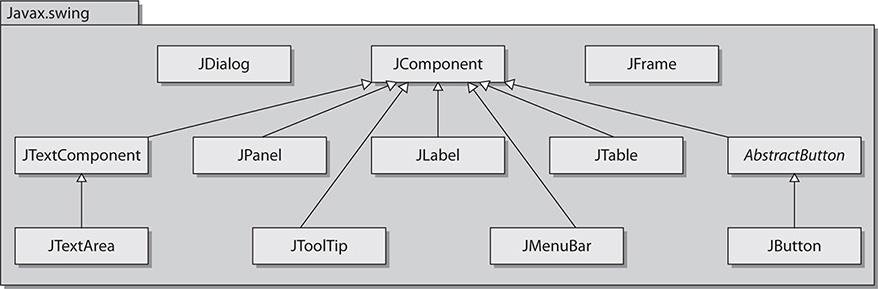 Javax.swing
JDialog
JComponent
JFrame
JTextComponent
JPanel
JLabel
JTable
AbstractButton
JTextArea
JToolTip
JMenuBar
JButton